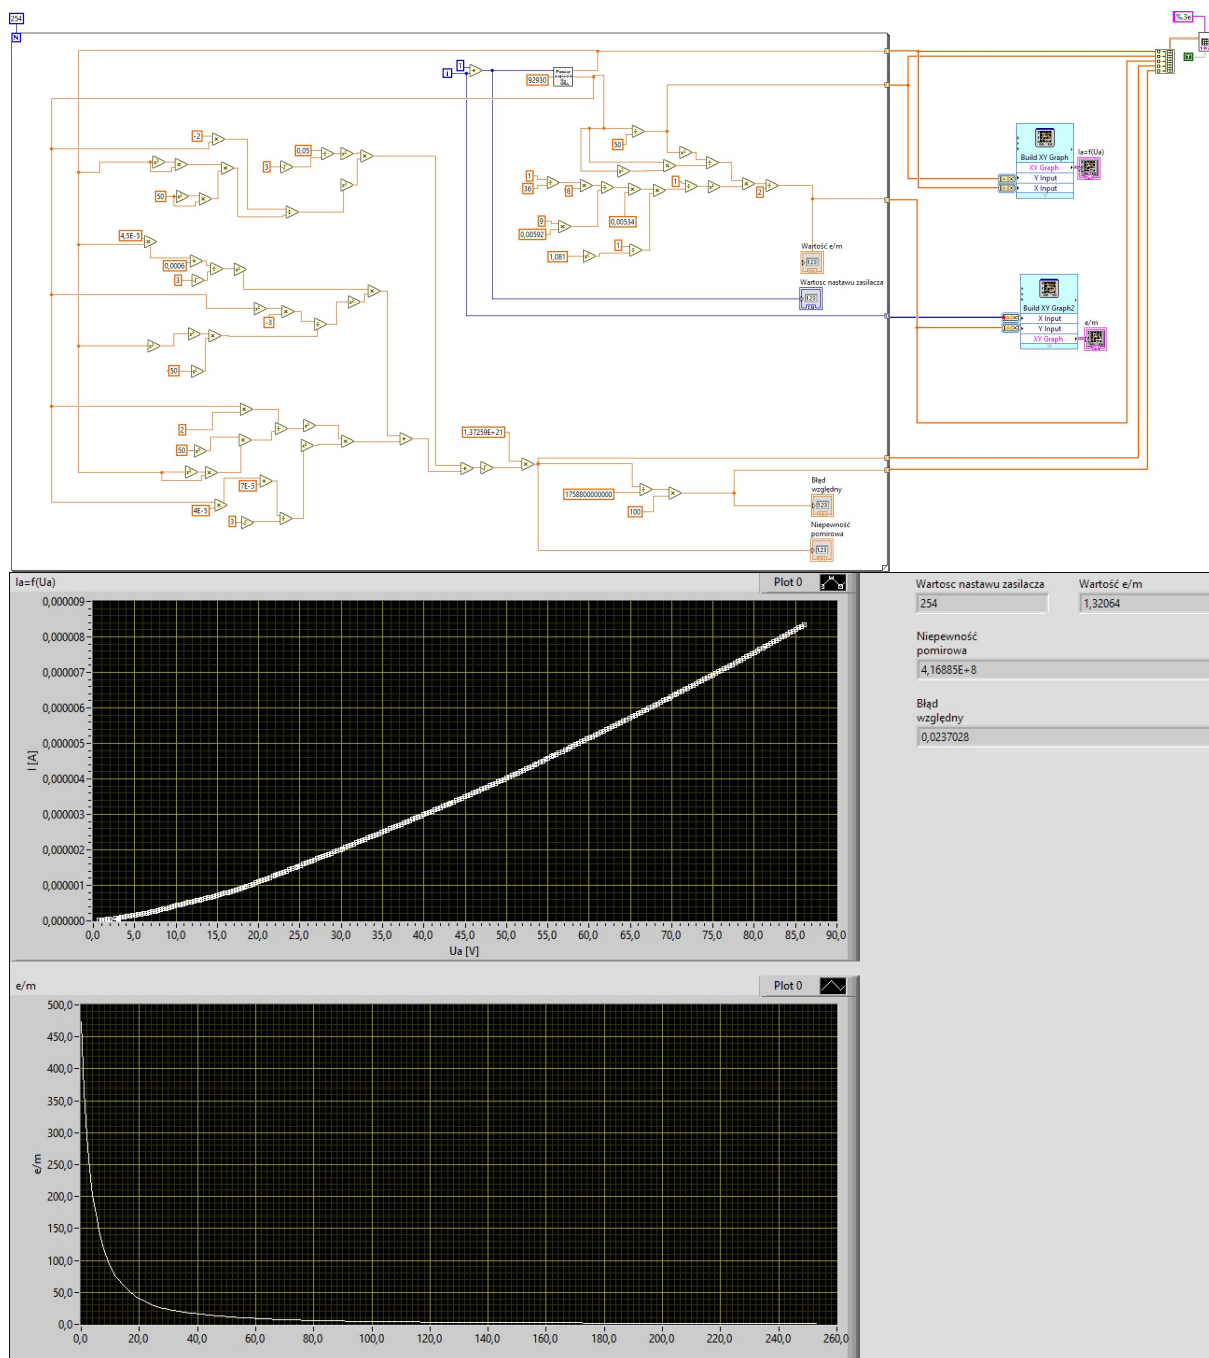 254
N
%.3e
1
i
92930
-2
3
0,05
50
50
1
36
8
1
2
9
0,00592
0,00534
1,081
1
Build XY Graph
XY Graph
Y Input
X Input
Ia=f(Ua)
4,5E-5
0,0006
3
-3
50
Wartość e/m
1.23
Wartosc nastawu zasilacza
1.23
Build XY Graph2
X Input
Y Input
XY Graph
e/m
2
50
7E-5
4E-5
3
1,37259E+21
1758800000000
100
Błąd
względny
1.23
Niepewność
pomirowa
1.23
Ia=f(Ua)
Plot 0
0,000009
0,000008
0,000007
0,000006
0,000005
0,000004
0,000003
0,000002
0,000001
0,000000
I [A]
0,0 5,0 10,0 15,0 20,0 25,0 30,0 35,0 40,0 45,0 50,0 55,0 60,0 65,0 70,0 75,0 80,0 85,0 90,0
Ua [V]
Wartosc nastawu zasilacza
254
Wartość e/m
1,32064
Niepewność
pomirowa
4,16885E+8
Błąd
względny
0,0237028
e/m
Plot 0
500,0
450,0
400,0
350,0
300,0
250,0
200,0
150,0
100,0
50,0
0,0
e/m
0,0 20,0 40,0 60,0 80,0 100,0 120,0 140,0 160,0 180,0 200,0 220,0 240,0 260,0